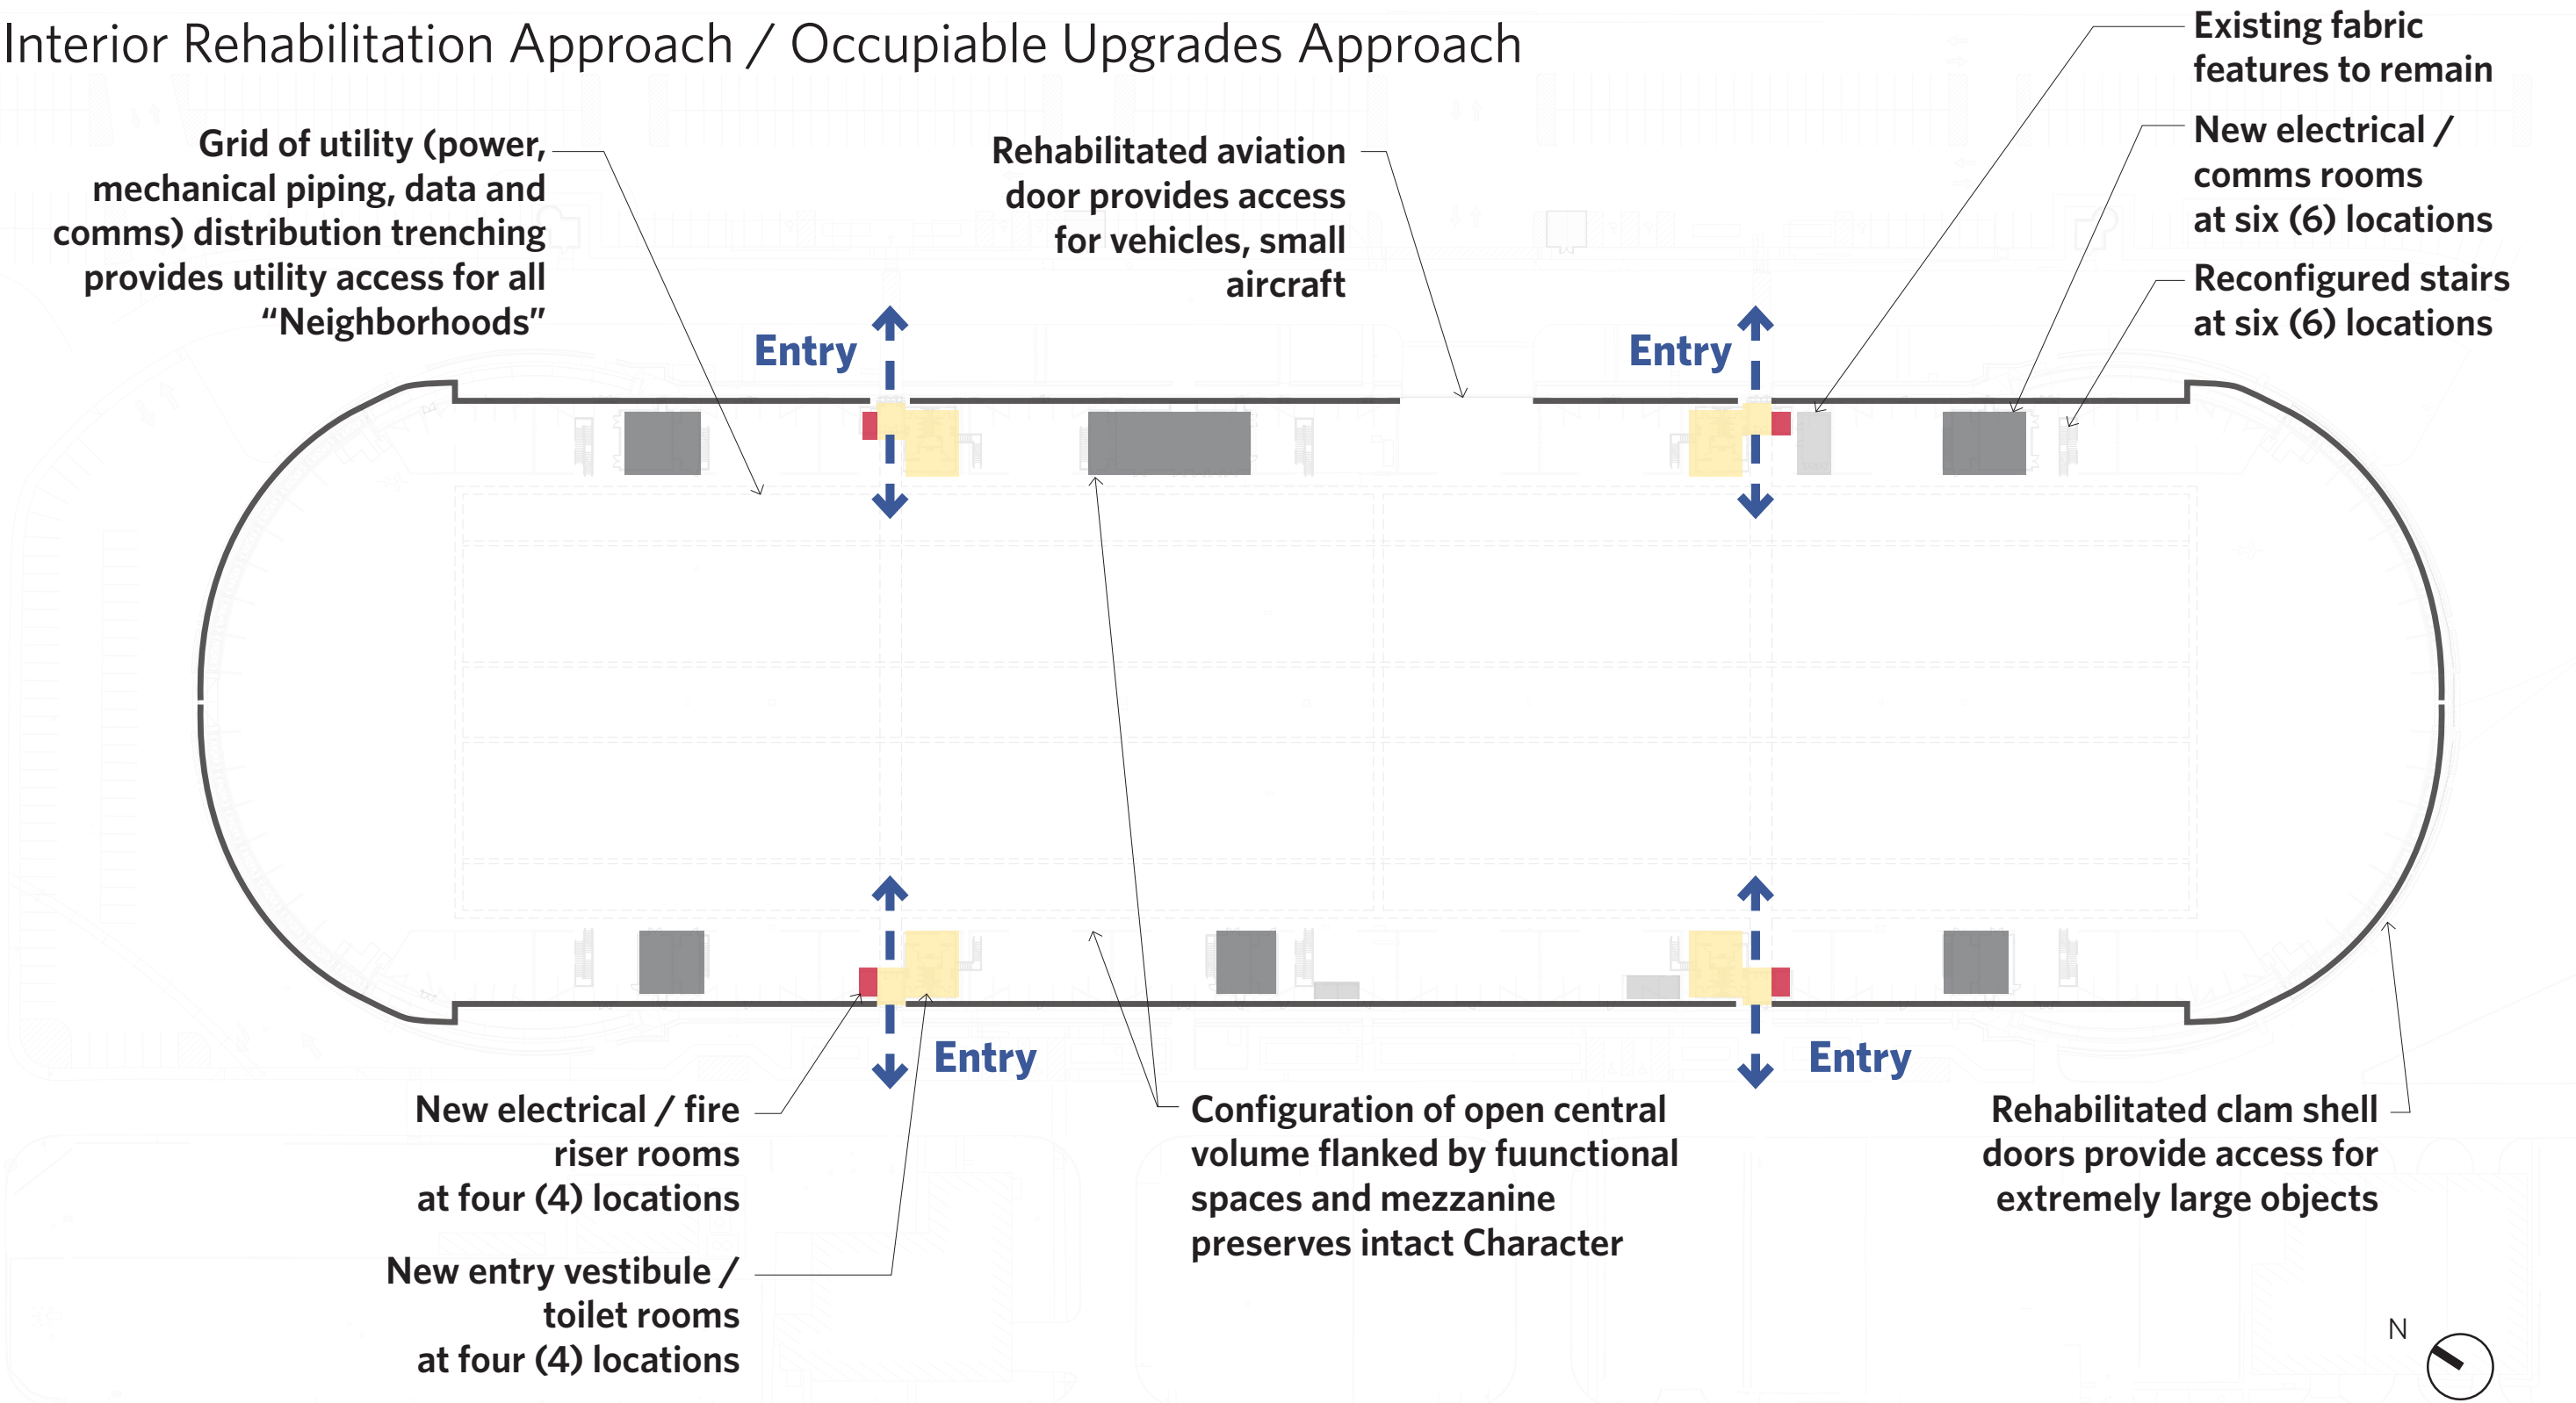 Interior Rehabilitation Approach / Occupiable Upgrades Approach
Existing fabric
features to remain
New electrical /
comms rooms
at six (6) locations
Reconfigured stairs
at six (6) locations
Grid of utility (power,
mechanical piping, data and
comms) distribution trenching
provides utility access for all
“Neighborhoods”
Rehabilitated aviation
door provides access
for vehicles, small
aircraft
Entry
Entry
Entry
Entry
New electrical / fire
riser rooms
at four (4) locations
New entry vestibule /
toilet rooms
at four (4) locations
Configuration of open central
volume flanked by fuunctional
spaces and mezzanine
preserves intact Character
Rehabilitated clam shell
doors provide access for
extremely large objects
N